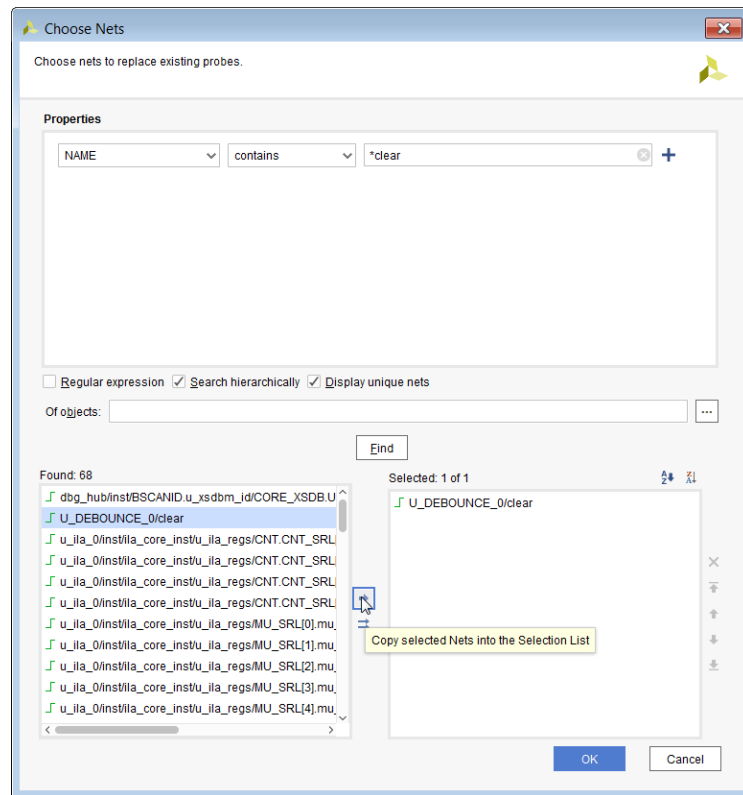 Choose Nets
Choose nets to replace existing probes.
Properties
NAME contains *clear
Regular expression Search hierarchically Display unique nets
Of objects: ...
Find
Found: 68
Selected: 1 of 1
dbg_hub/inst/BSCANID.u_xsdbm_id/CORE_XSDB.U
U_DEBOUNCE_0/clear
U_DEBOUNCE_0/clear
u_ila_0/inst/ila_core_inst/u_ila_regs/CNT.CNT_SRL[
u_ila_0/inst/ila_core_inst/u_ila_regs/CNT.CNT_SRL[
u_ila_0/inst/ila_core_inst/u_ila_regs/CNT.CNT_SRL[
u_ila_0/inst/ila_core_inst/u_ila_regs/CNT.CNT_SRL[
u_ila_0/inst/ila_core_inst/u_ila_regs/MU_SRL[0].mu_
Copy selected Nets into the Selection List
u_ila_0/inst/ila_core_inst/u_ila_regs/MU_SRL[1].mu_
u_ila_0/inst/ila_core_inst/u_ila_regs/MU_SRL[2].mu_
u_ila_0/inst/ila_core_inst/u_ila_regs/MU_SRL[3].mu_
u_ila_0/inst/ila_core_inst/u_ila_regs/MU_SRL[4].mu_
OK Cancel